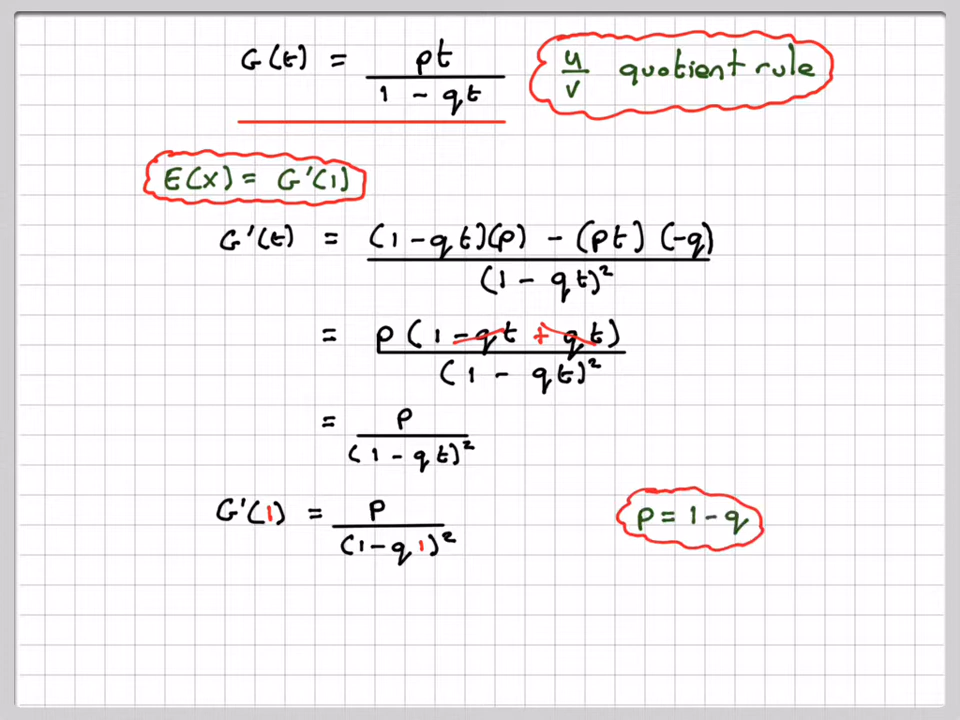 G(t) = pt / (1 - qt)
u/v quotient rule
E(X) = G'(1)
G'(t) = ((1 - qt)(p) - (pt)(-q)) / (1 - qt)²
= p(1 - qt + qt) / (1 - qt)²
= p / (1 - qt)²
G'(1) = p / (1 - q1)²
p = 1 - q